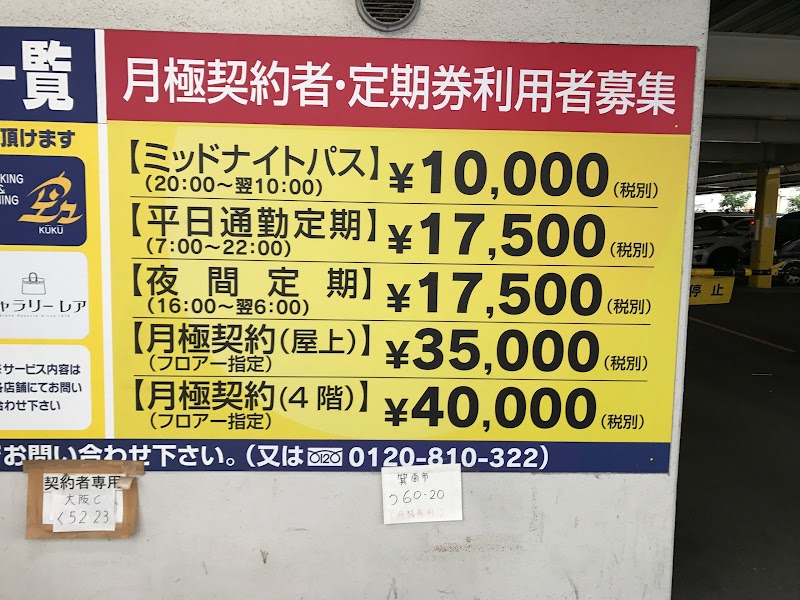 一覧
頂けます
KING
&
NING
KUKU
ャラリー レア
サービス内容は
各店舗にてお問い
合わせ下さい
月極契約者・定期券利用者募集
【ミッドナイトパス】¥10,000(税別)
(20:00〜翌10:00)
【平日通勤定期】¥17,500(税別)
(7:00〜22:00)
【夜間定期】¥17,500(税別)
(16:00〜翌6:00)
【月極契約(屋上)】¥35,000(税別)
(フロアー指定)
【月極契約(4階)】¥40,000(税別)
(フロアー指定)
お問い合わせ下さい。(又は 0120-810-322)
停止
契約者専用
大阪C
く52-23
箕面市
つ60-20